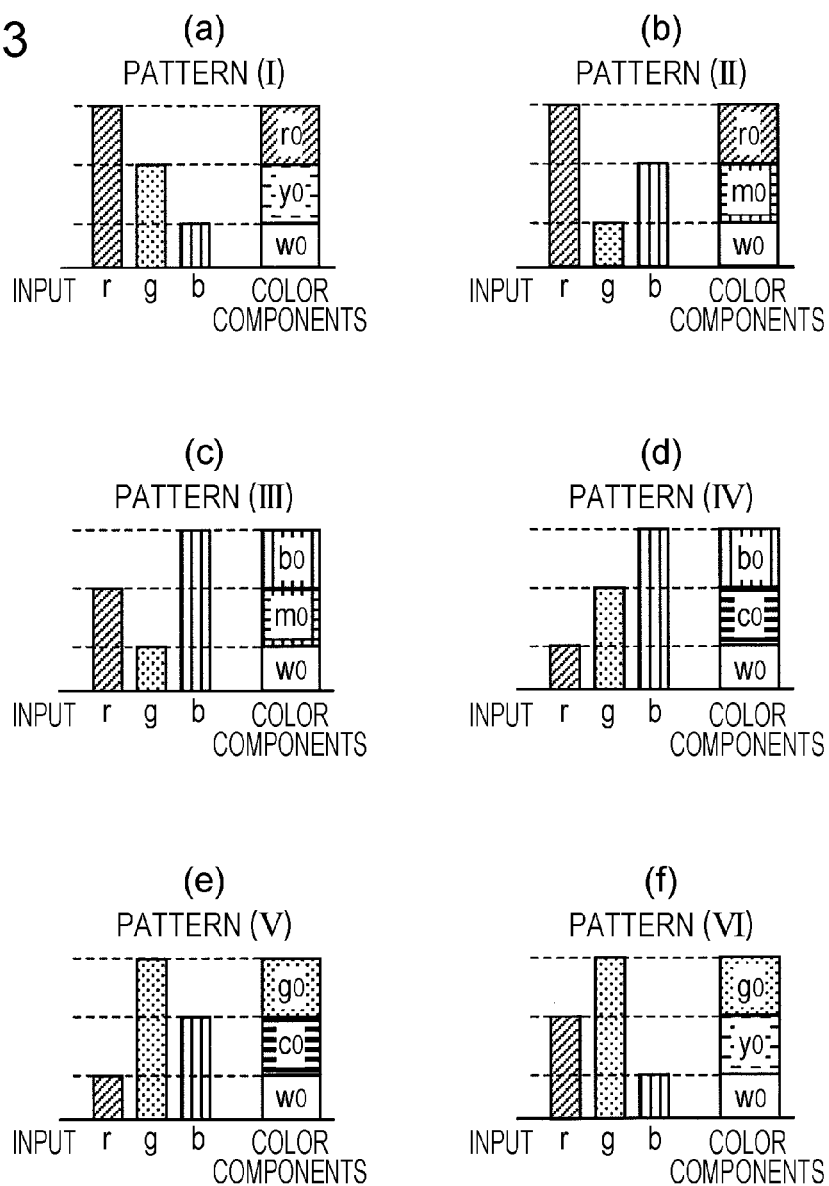 3
(a)
PATTERN (I)
r0
y0
w0
INPUT r g b COLOR
COMPONENTS
(b)
PATTERN (II)
r0
m0
w0
INPUT r g b COLOR
COMPONENTS
(c)
PATTERN (III)
b0
m0
w0
INPUT r g b COLOR
COMPONENTS
(d)
PATTERN (IV)
b0
c0
w0
INPUT r g b COLOR
COMPONENTS
(e)
PATTERN (V)
g0
c0
w0
INPUT r g b COLOR
COMPONENTS
(f)
PATTERN (VI)
g0
y0
w0
INPUT r g b COLOR
COMPONENTS